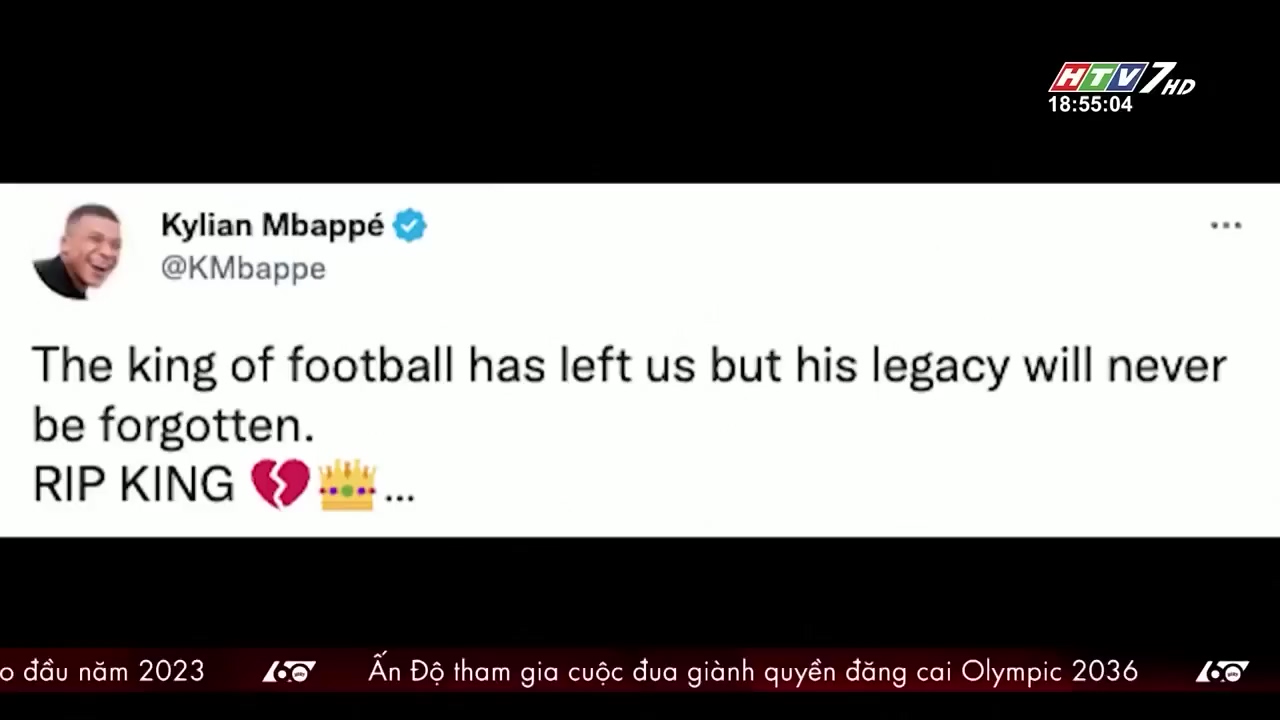 HTV7HD
18:55:04
Kylian Mbappé
@KMbappe
The king of football has left us but his legacy will never
be forgotten.
RIP KING 💔👑...
o đầu năm 2023 60 Ấn Độ tham gia cuộc đua giành quyền đăng cai Olympic 2036 60